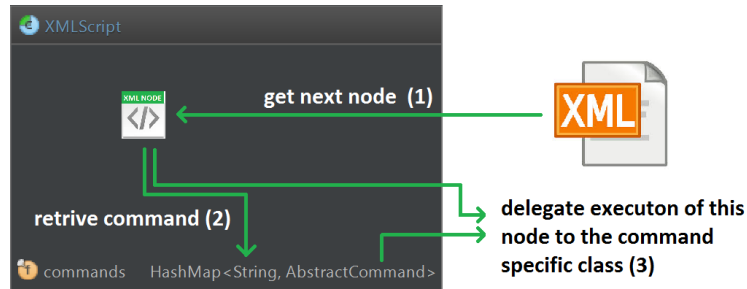 XMLScript
XML NODE
</>
get next node (1)
XML
retrive command (2)
delegate executon of this
node to the command
specific class (3)
commands HashMap<String, AbstractCommand>